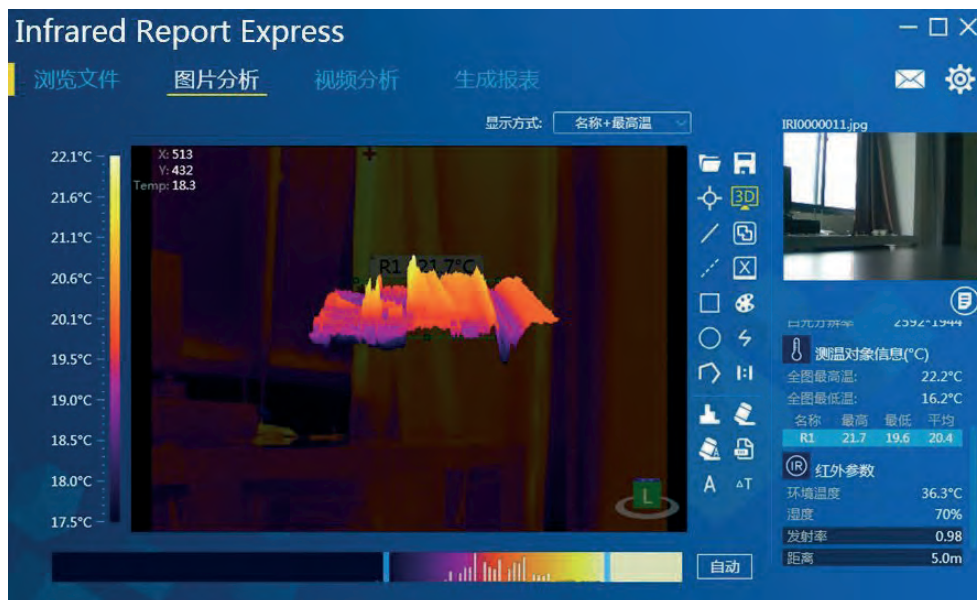 Infrared Report Express
浏览文件 图片分析 视频分析 生成报表
显示方式: 名称+最高温
IRI0000011.jpg
X: 513
Y: 432
Temp: 18.3
22.1°C
21.6°C
21.1°C
20.6°C
20.1°C
19.5°C
19.0°C
18.5°C
18.0°C
17.5°C
R1 21.7°C
L
3D
X
1:1
A
ΔT
自动
2592*1944
测温对象信息(°C)
全图最高温: 22.2°C
全图最低温: 16.2°C
名称 最高 最低 平均
R1 21.7 19.6 20.4
IR 红外参数
环境温度 36.3°C
湿度 70%
发射率 0.98
距离 5.0m